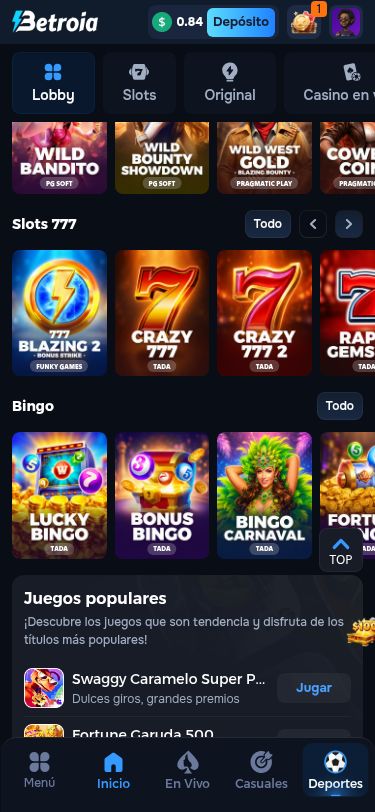 Betroia
$ 0.84 Depósito
1
Lobby
Slots
Original
Casino en v
WILD
BANDITO
PG SOFT
WILD
BOUNTY
SHOWDOWN
PG SOFT
WILD WEST
GOLD
BLAZING BOUNTY
PRAGMATIC PLAY
COW
COIN
PRAGMATI
Slots 777
Todo
777
BLAZING 2
BONUS STRIKE
FUNKY GAMES
CRAZY
777
TADA
CRAZY
777 2
TADA
RAP
GEMS
TADA
Bingo
Todo
LUCKY
BINGO
TADA
BONUS
BINGO
TADA
BINGO
CARNAVAL
TADA
FORTU
TADA
TOP
Juegos populares
¡Descubre los juegos que son tendencia y disfruta de los
títulos más populares!
Swaggy Caramelo Super P...
Dulces giros, grandes premios
Jugar
Fortune Garuda 500
Menú
Inicio
En Vivo
Casuales
Deportes